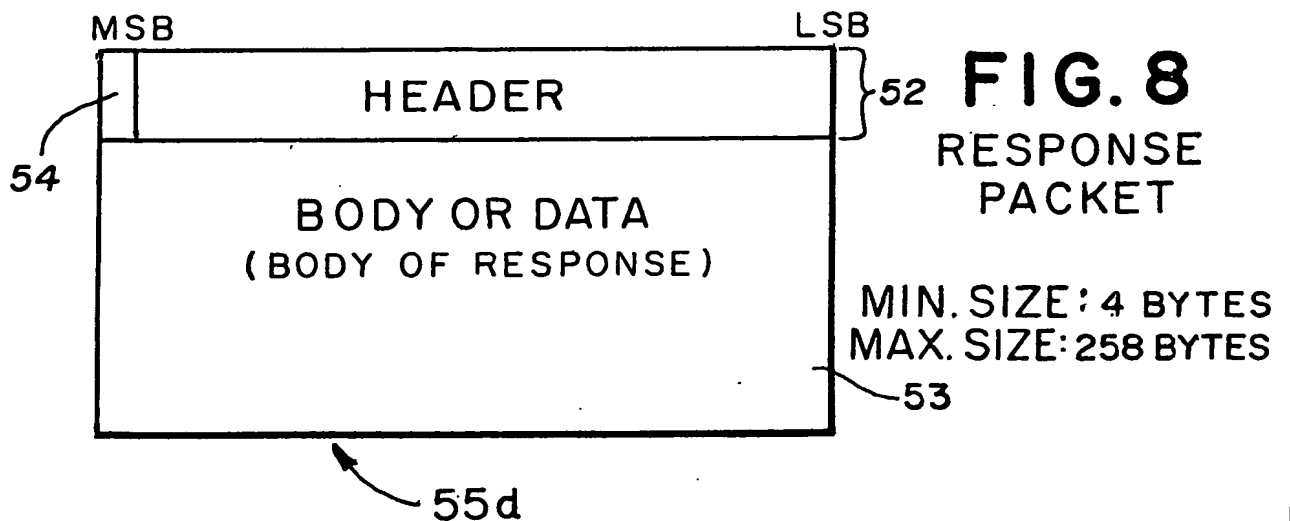 MSB LSB
HEADER
52
FIG. 8
RESPONSE
PACKET
54
BODY OR DATA
(BODY OF RESPONSE)
MIN. SIZE: 4 BYTES
MAX. SIZE: 258 BYTES
53
55d